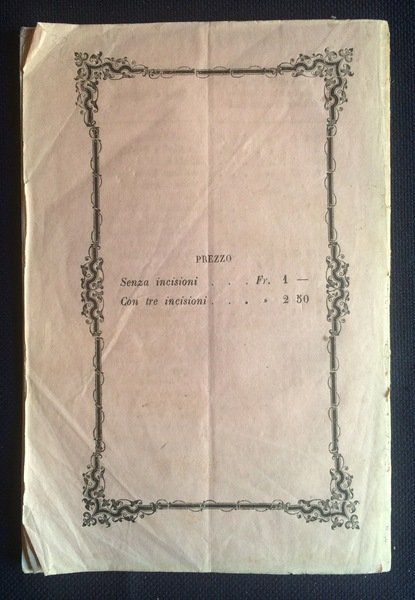 PREZZO
Senza incisioni . . . Fr. 1 —
Con tre incisioni . . . . » 2 50